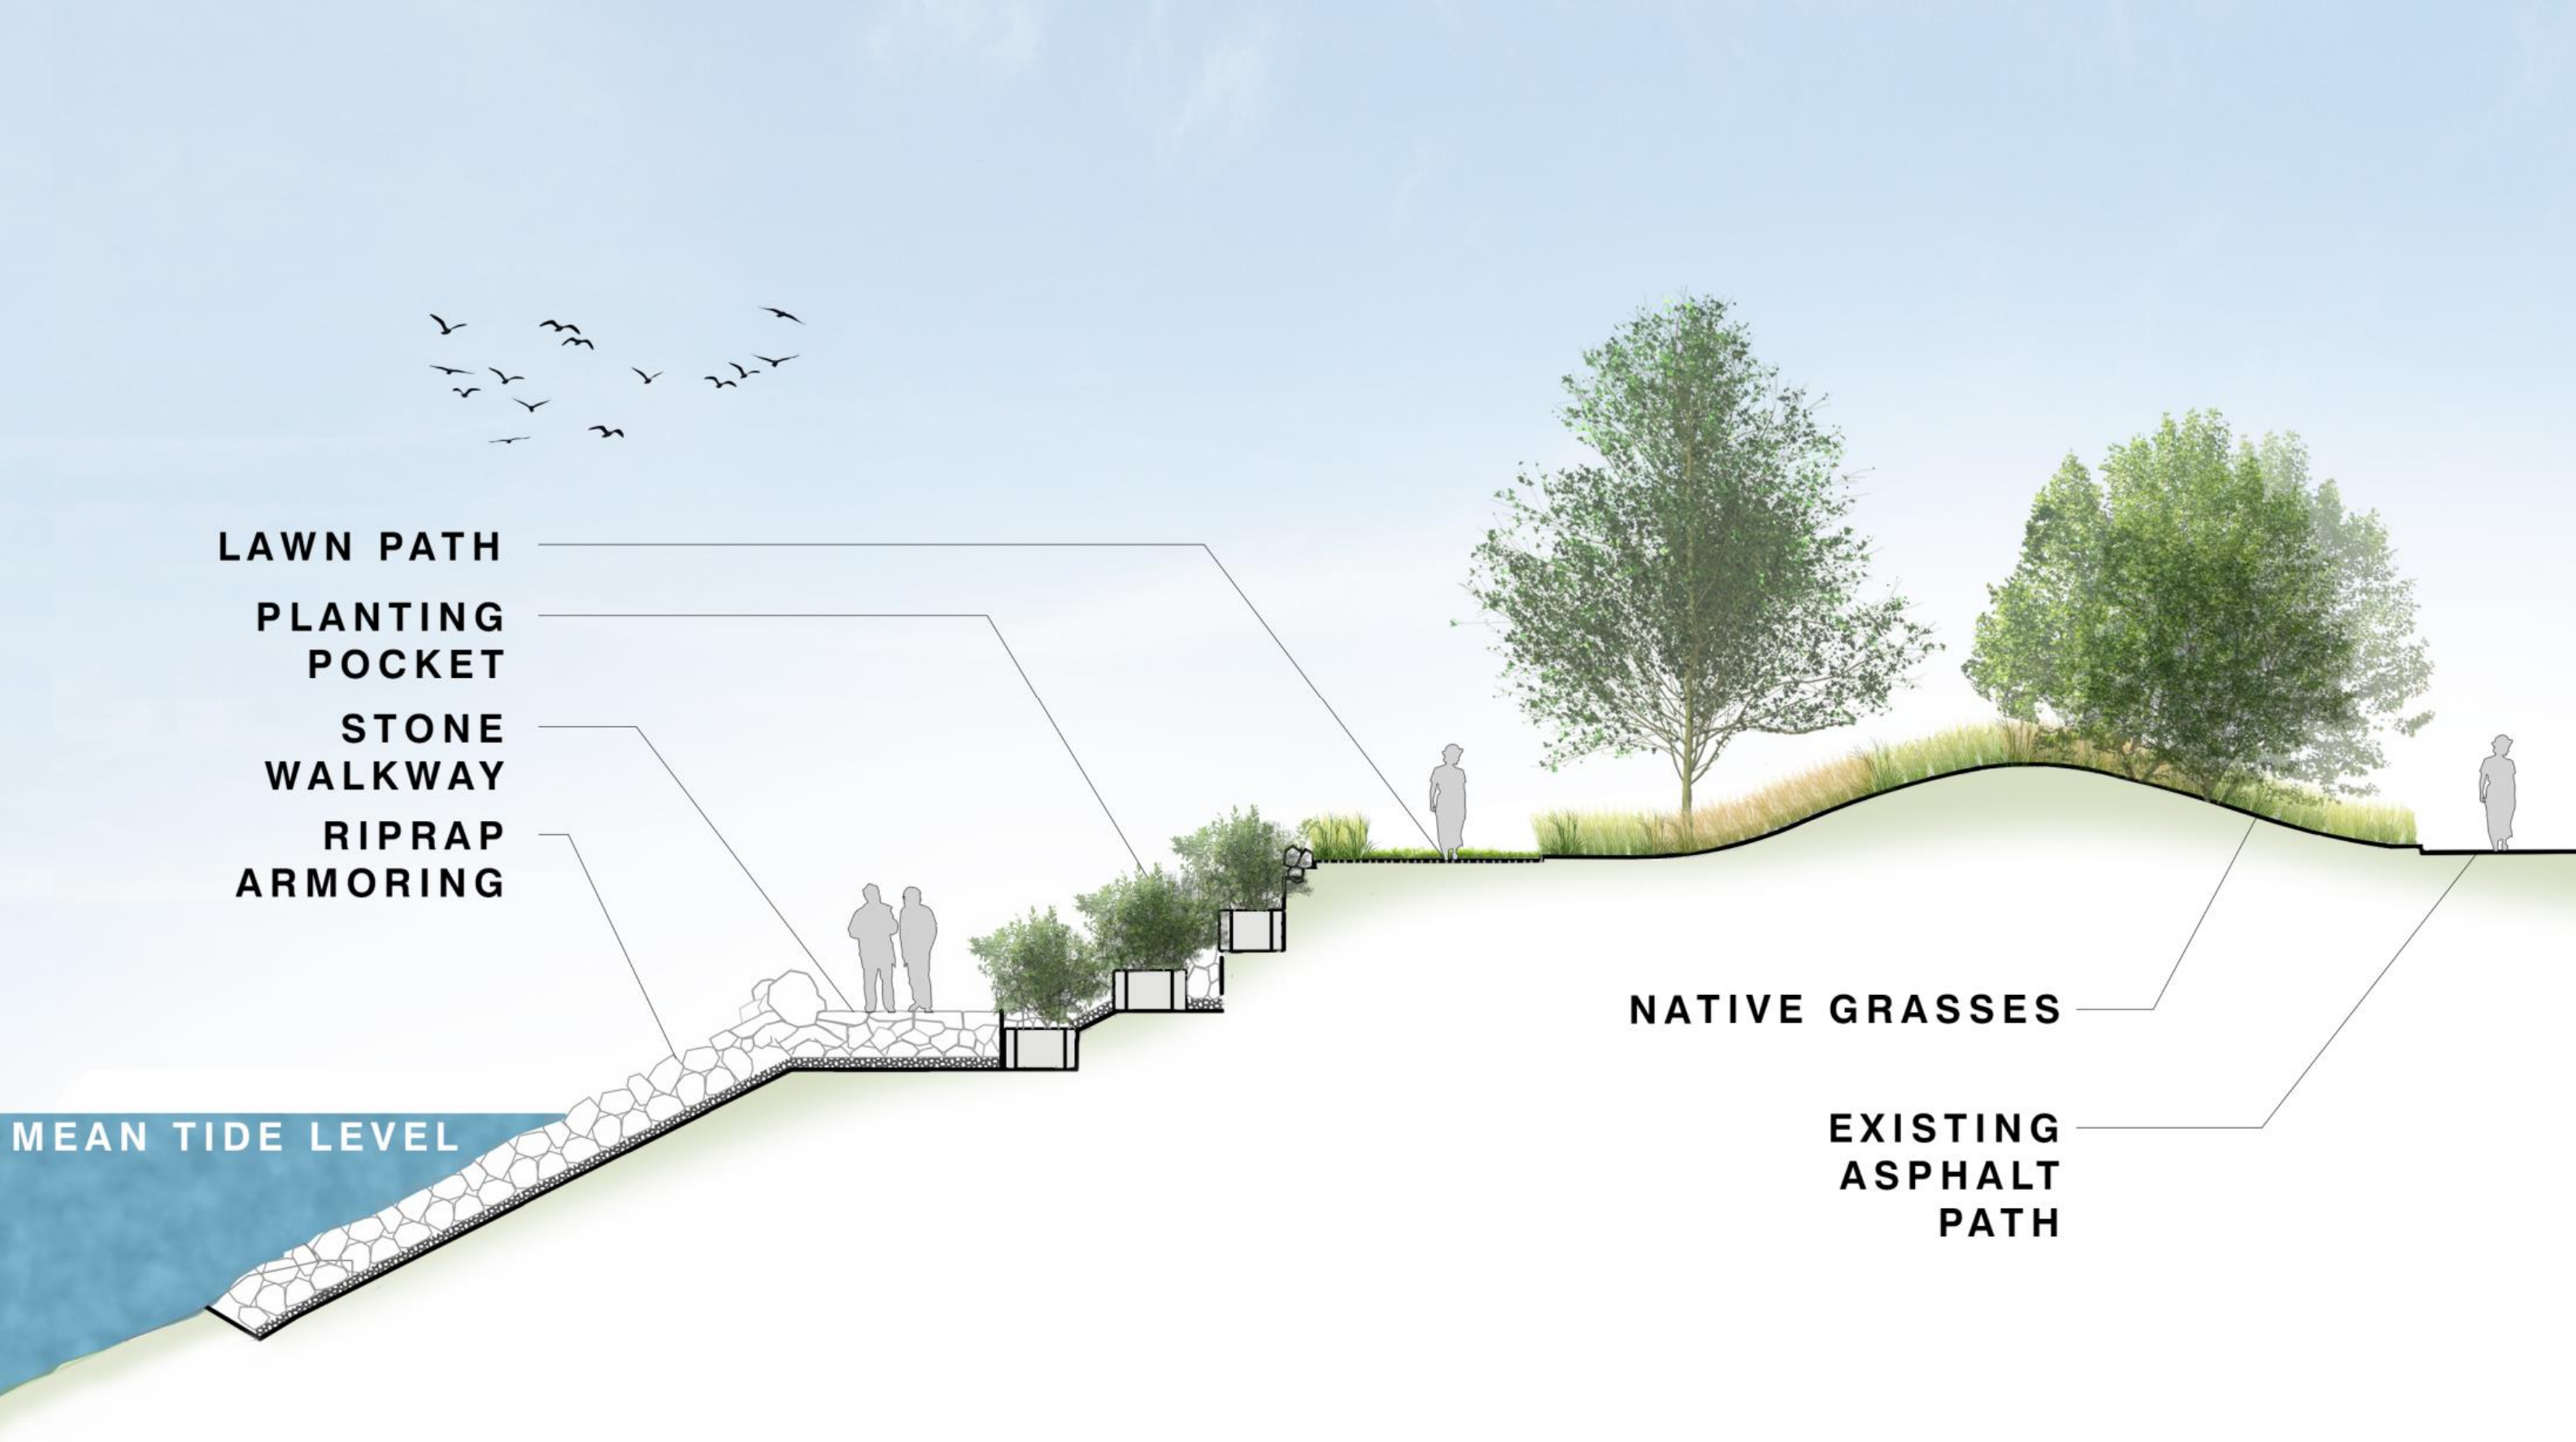 LAWN PATH
PLANTING
POCKET
STONE
WALKWAY
RIPRAP
ARMORING
MEAN TIDE LEVEL
NATIVE GRASSES
EXISTING
ASPHALT
PATH